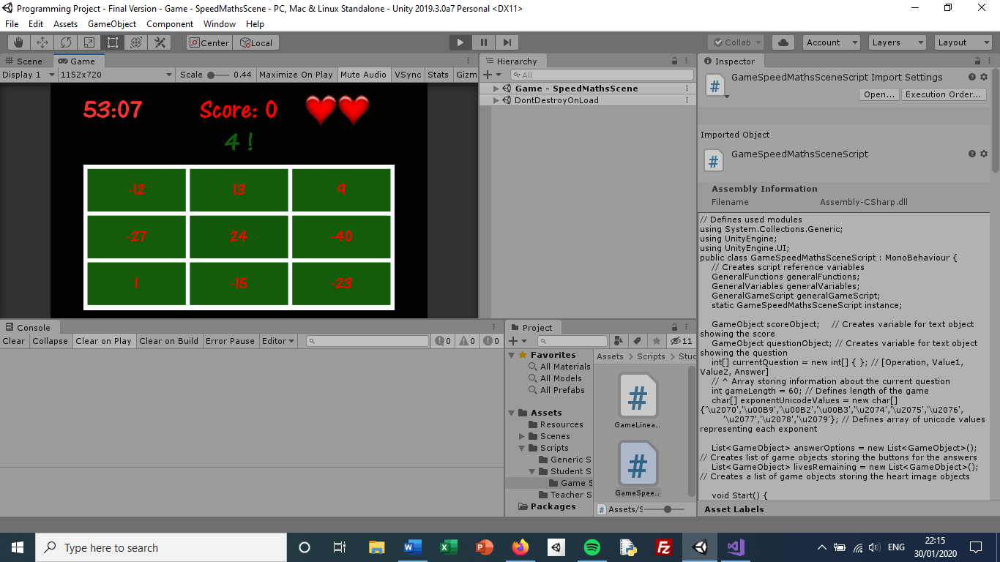 Programming Project - Final Version - Game - SpeedMathsScene - PC, Mac & Linux Standalone - Unity 2019.3.0a7 Personal <DX11>
File Edit Assets GameObject Component Window Help
Center Local Collab Account Layers Layout
Scene Game
Display 1 1152x720 Scale 0.44 Maximize On Play Mute Audio VSync Stats Gizm
53:07 Score: 0
4 !
-12 13 9
-27 24 -40
1 -15 -23
Hierarchy
All
Game - SpeedMathsScene
DontDestroyOnLoad
Inspector
GameSpeedMathsSceneScript Import Settings
Open... Execution Order...
Imported Object
GameSpeedMathsSceneScript
Assembly Information
Filename Assembly-CSharp.dll
// Defines used modules
using System.Collections.Generic;
using UnityEngine;
using UnityEngine.UI;
public class GameSpeedMathsSceneScript : MonoBehaviour {
// Creates script reference variables
GeneralFunctions generalFunctions;
GeneralVariables generalVariables;
GeneralGameScript generalGameScript;
static GameSpeedMathsSceneScript instance;
GameObject scoreObject; // Creates variable for text object
showing the score
GameObject questionObject; // Creates variable for text object
showing the question
int[] currentQuestion = new int[] { }; // [Operation, Value1,
Value2, Answer]
// ^ Array storing information about the current question
int gameLength = 60; // Defines length of the game
char[] exponentUnicodeValues = new char[]
{'\u2070','\u00B9','\u00B2','\u00B3','\u2074','\u2075','\u2076',
'\u2077','\u2078','\u2079'}; // Defines array of unicode values
representing each exponent
List<GameObject> answerOptions = new List<GameObject>();
// Creates list of game objects storing the buttons for the answers
List<GameObject> livesRemaining = new List<GameObject>();
// Creates a list of game objects storing the heart image objects
void Start() {
Asset Labels
Console
Clear Collapse Clear on Play Clear on Build Error Pause Editor 0 0 0
Project
11
Favorites
All Materials
All Models
All Prefabs
Assets
Resources
Scenes
Scripts
Generic S
Student S
Game S
Teacher S
Packages
Assets > Scripts > Stud
GameLinea...
GameSpee...
Assets/S
Type here to search
ENG
22:15
30/01/2020